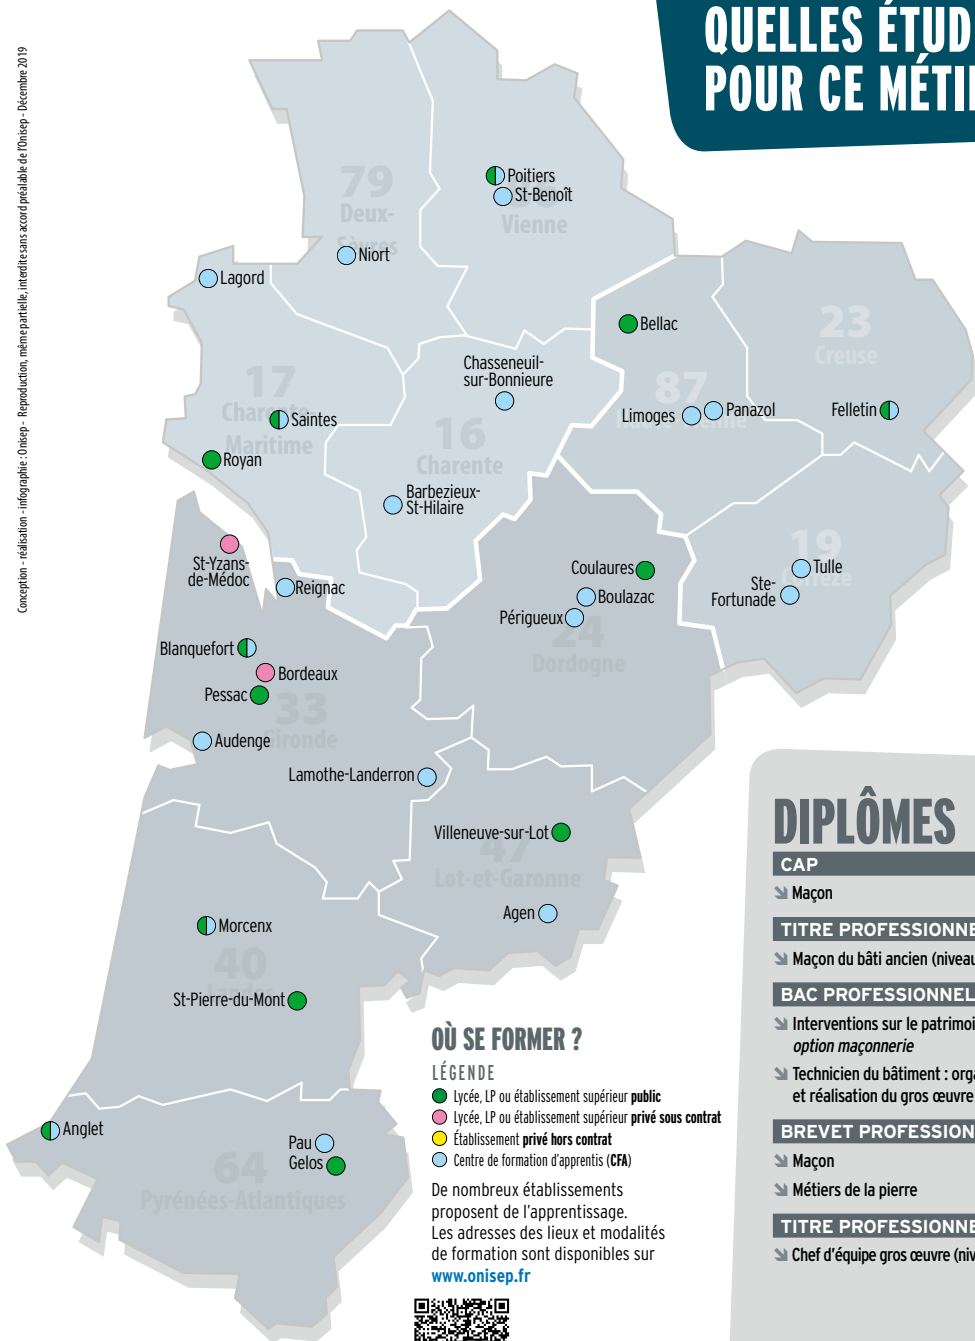 QUELLES ÉTUD
POUR CE MÉTIE
Conception - réalisation - infographie : Onisep - Reproduction, même partielle, interdite sans accord préalable de l'Onisep - Décembre 2019
79
Deux-
Sèvres
Poitiers
St-Benoît
Vienne
Niort
Lagord
Bellac
23
Creuse
Chasseneuil-
sur-Bonnieure
17
Charente
Maritime
Saintes
87
Limoges
Panazol
Felletin
16
Charente
Royan
Barbezieux-
St-Hilaire
St-Yzans-
de-Médoc
Reignac
19
Corrèze
Tulle
Ste-
Fortunade
Coulaures
Boulazac
Périgueux
24
Dordogne
Blanquefort
Bordeaux
Pessac
33
Gironde
Audenge
Lamothe-Landerron
Villeneuve-sur-Lot
47
Lot-et-Garonne
Agen
Morcenx
40
Landes
St-Pierre-du-Mont
Anglet
Pau
Gelos
64
Pyrénées-Atlantiques
OÙ SE FORMER ?
LÉGENDE
Lycée, LP ou établissement supérieur public
Lycée, LP ou établissement supérieur privé sous contrat
Établissement privé hors contrat
Centre de formation d'apprentis (CFA)
De nombreux établissements
proposent de l'apprentissage.
Les adresses des lieux et modalités
de formation sont disponibles sur
www.onisep.fr
DIPLÔMES
CAP
Maçon
TITRE PROFESSIONNE
Maçon du bâti ancien (niveau
BAC PROFESSIONNEL
Interventions sur le patrimoi
option maçonnerie
Technicien du bâtiment : orga
et réalisation du gros œuvre
BREVET PROFESSION
Maçon
Métiers de la pierre
TITRE PROFESSIONNE
Chef d'équipe gros œuvre (niv